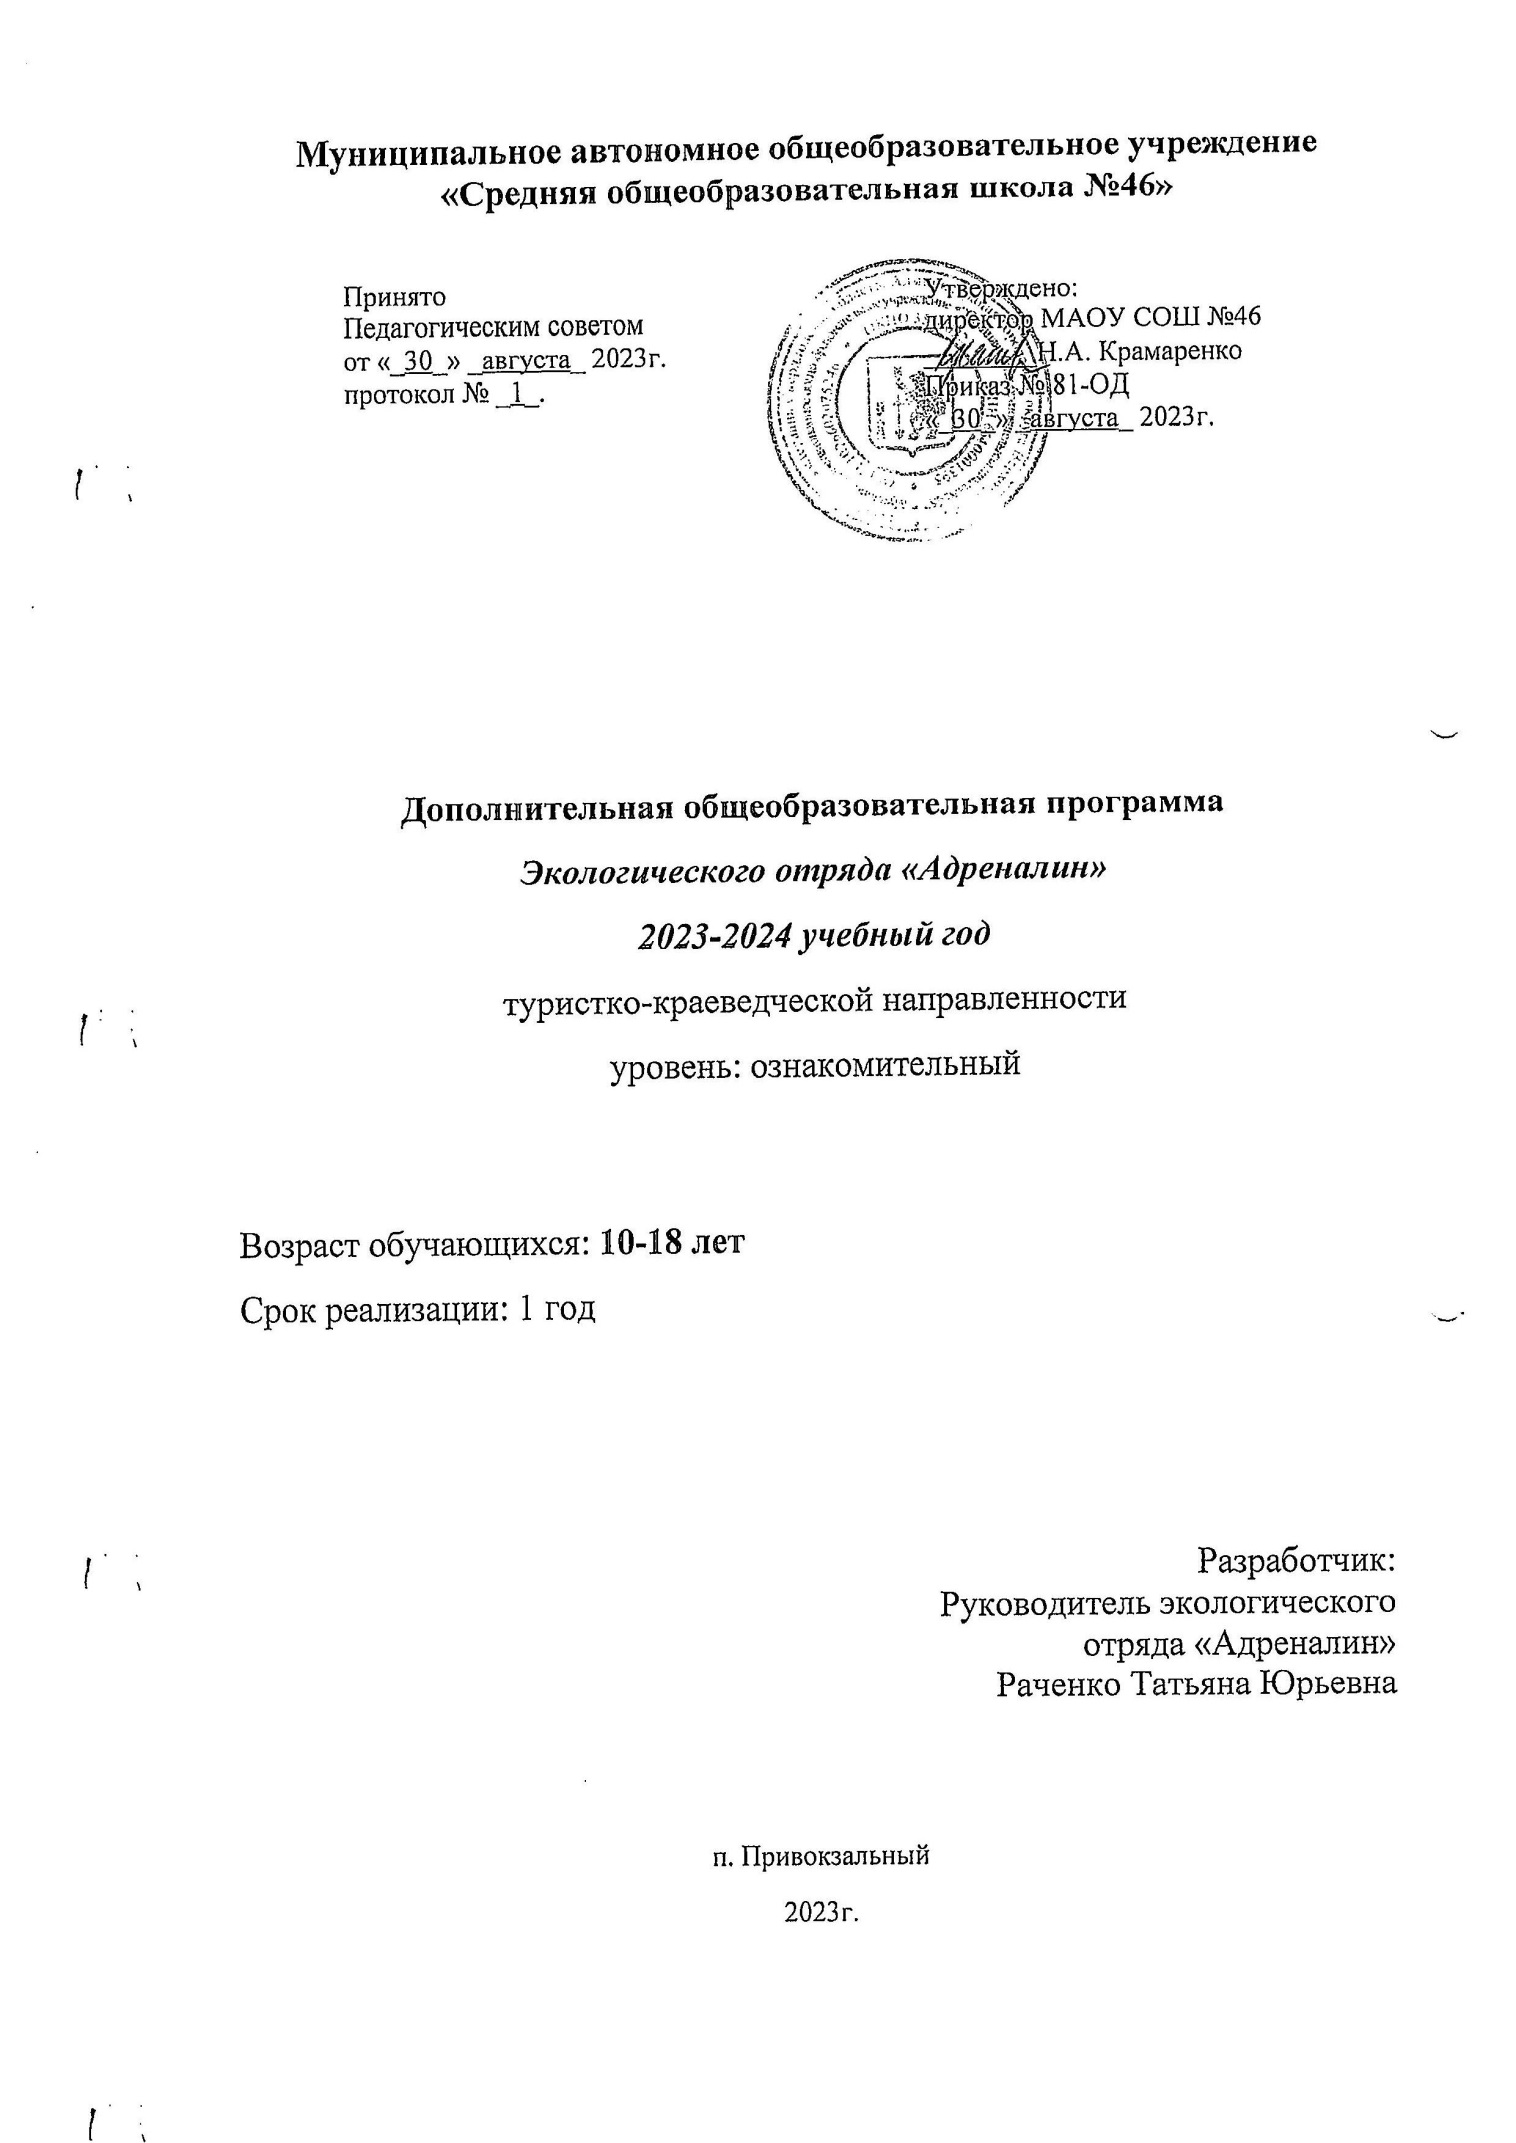 Муниципальное автономное общеобразовательное учреждение
«Средняя общеобразовательная школа №46»
Принято
Педагогическим советом
от «_30_» _августа_ 2023г.
протокол № _1_.
Утверждено:
директор МАОУ СОШ №46
Н.А. Крамаренко
Приказ № 81-ОД
«_30_» _августа_ 2023г.
Дополнительная общеобразовательная программа
Экологического отряда «Адреналин»
2023-2024 учебный год
туристко-краеведческой направленности
уровень: ознакомительный
Возраст обучающихся: 10-18 лет
Срок реализации: 1 год
Разработчик:
Руководитель экологического
отряда «Адреналин»
Раченко Татьяна Юрьевна
п. Привокзальный
2023г.